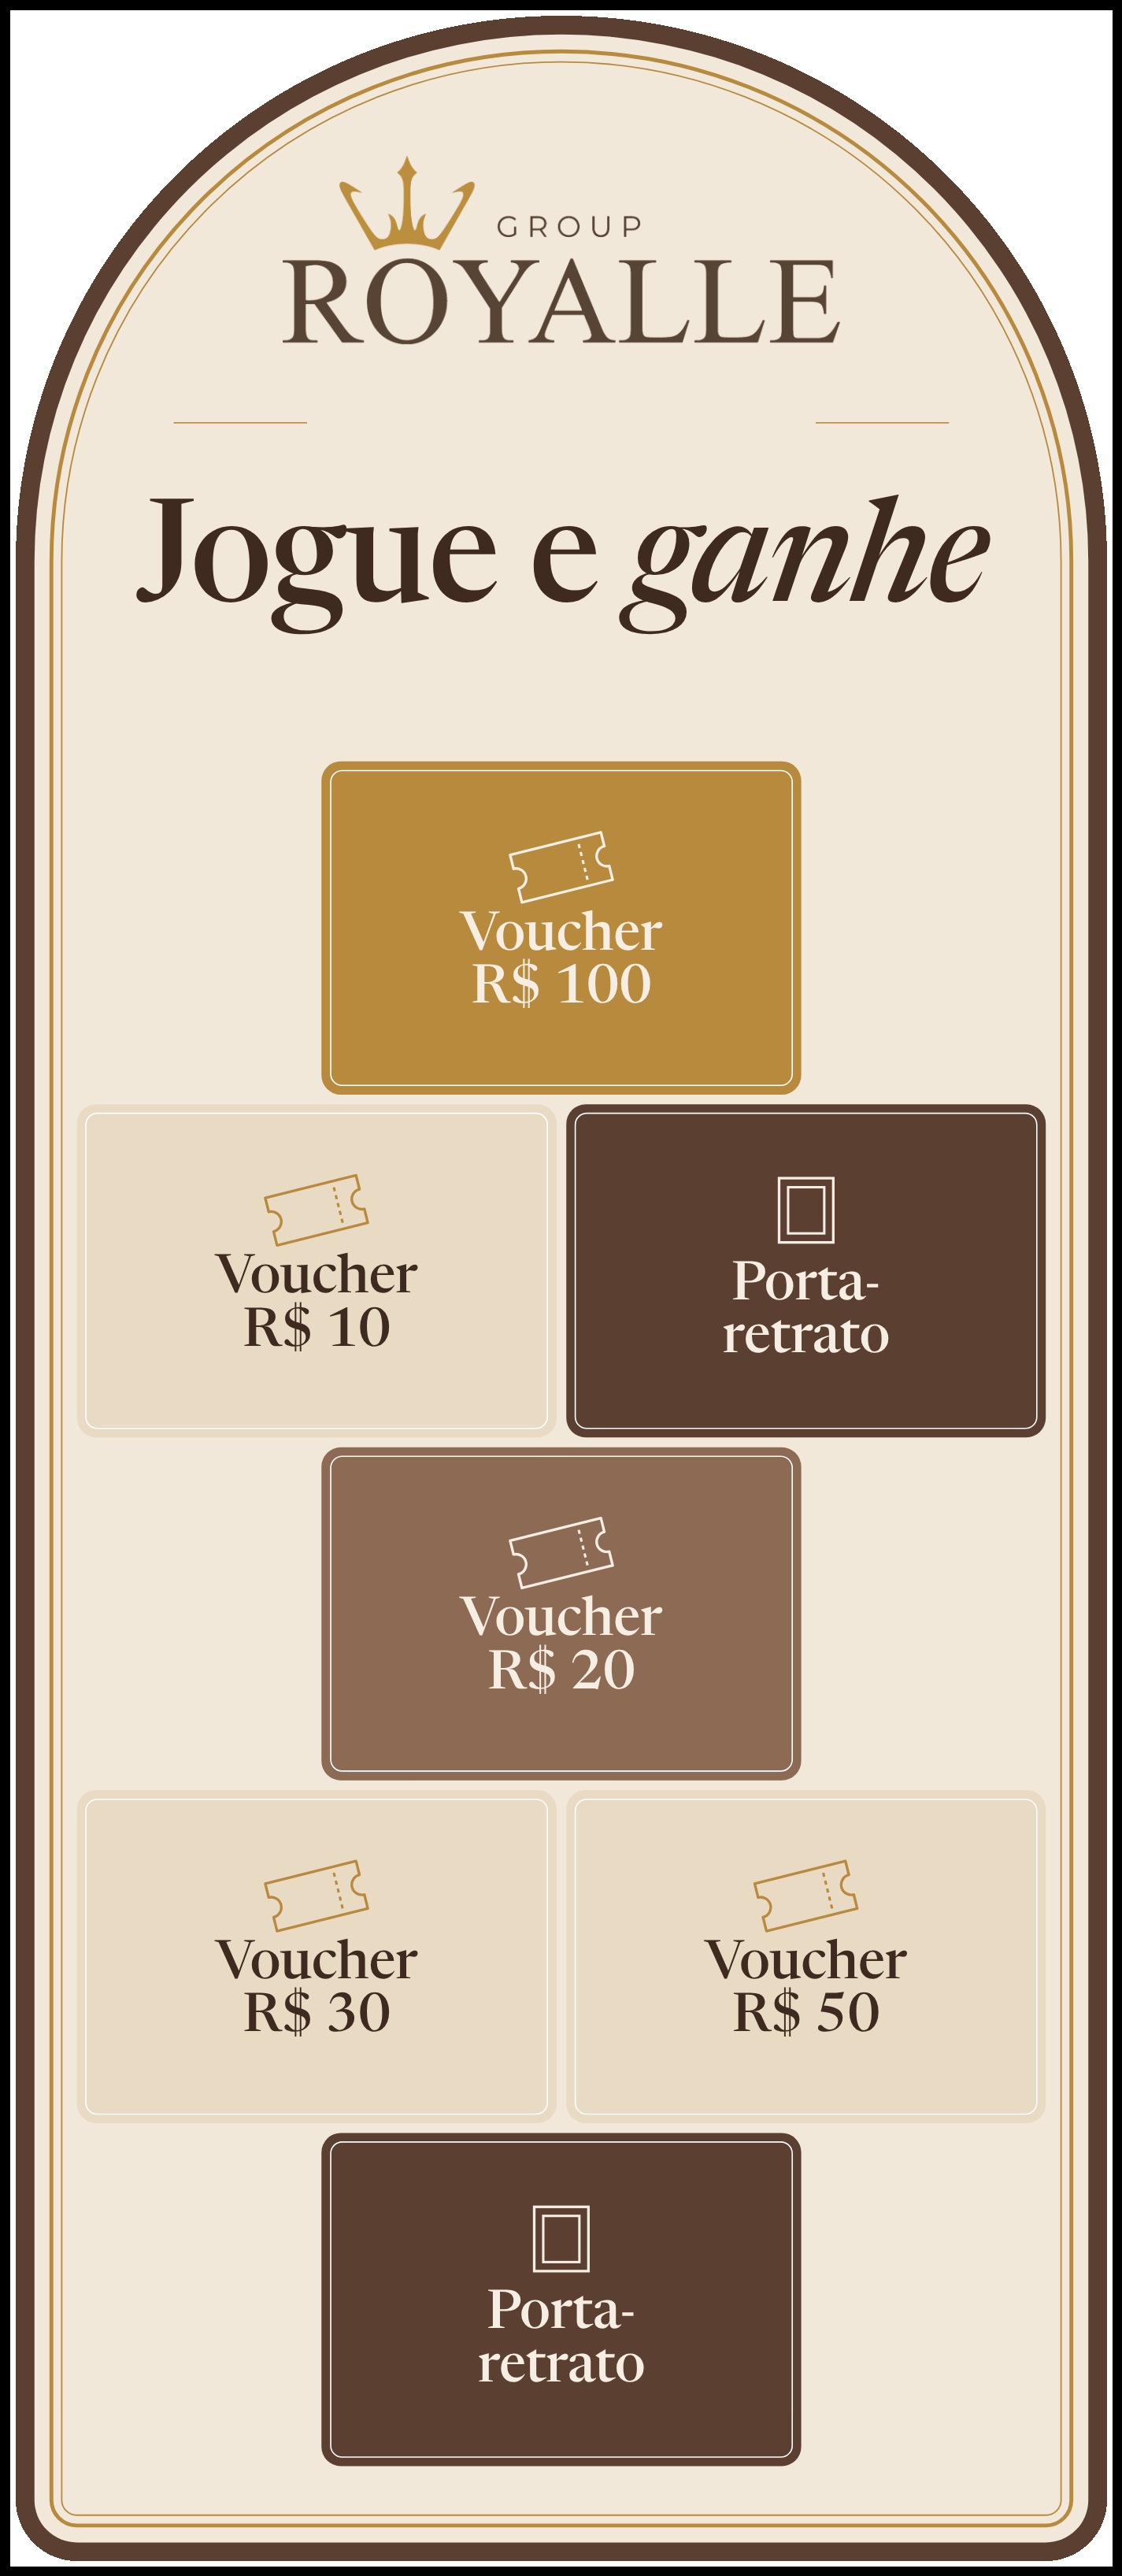 GROUP
ROYALLE
Jogue e ganhe
Voucher
R$ 100
Voucher
R$ 10
Porta-
retrato
Voucher
R$ 20
Voucher
R$ 30
Voucher
R$ 50
Porta-
retrato